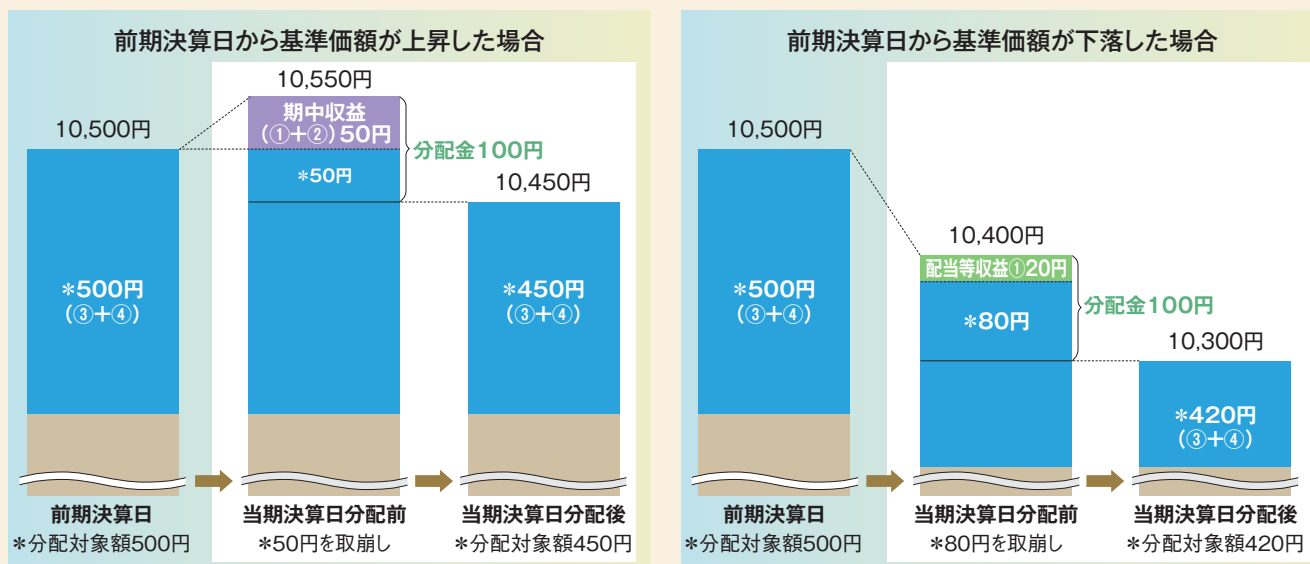 前期決算日から基準価額が上昇した場合
10,550円
期中収益
(①+②)50円
10,500円
分配金100円
*50円
10,450円
*500円
(③+④)
*450円
(③+④)
前期決算日
*分配対象額500円
当期決算日分配前
*50円を取崩し
当期決算日分配後
*分配対象額450円
前期決算日から基準価額が下落した場合
10,500円
10,400円
配当等収益①20円
分配金100円
*80円
10,300円
*500円
(③+④)
*420円
(③+④)
前期決算日
*分配対象額500円
当期決算日分配前
*80円を取崩し
当期決算日分配後
*分配対象額420円